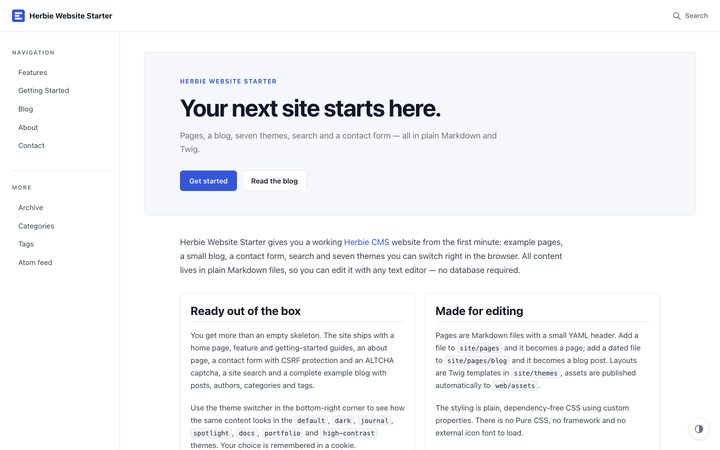 Herbie Website Starter
Search
NAVIGATION
Features
Getting Started
Blog
About
Contact
MORE
Archive
Categories
Tags
Atom feed
HERBIE WEBSITE STARTER
Your next site starts here.
Pages, a blog, seven themes, search and a contact form — all in plain Markdown and
Twig.
Get started
Read the blog
Herbie Website Starter gives you a working Herbie CMS website from the first minute: example pages,
a small blog, a contact form, search and seven themes you can switch right in the browser. All content
lives in plain Markdown files, so you can edit it with any text editor — no database required.
Ready out of the box
You get more than an empty skeleton. The site ships with a
home page, feature and getting-started guides, an about
page, a contact form with CSRF protection and an ALTCHA
captcha, a site search and a complete example blog with
posts, authors, categories and tags.
Use the theme switcher in the bottom-right corner to see how
the same content looks in the default, dark, journal,
spotlight, docs, portfolio and high-contrast
themes. Your choice is remembered in a cookie.
Made for editing
Pages are Markdown files with a small YAML header. Add a
file to site/pages and it becomes a page; add a dated file
to site/pages/blog and it becomes a blog post. Layouts
are Twig templates in site/themes, assets are published
automatically to web/assets.
The styling is plain, dependency-free CSS using custom
properties. There is no Pure CSS, no framework and no
external icon font to load.